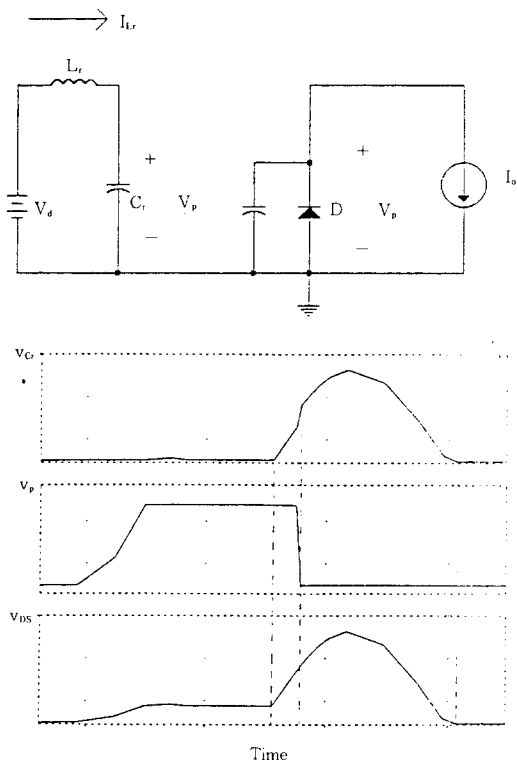 I_Lr
L_r
+ +
V_d C_r V_p D V_p I_o
− −
V_Cr
V_p
V_DS
Time